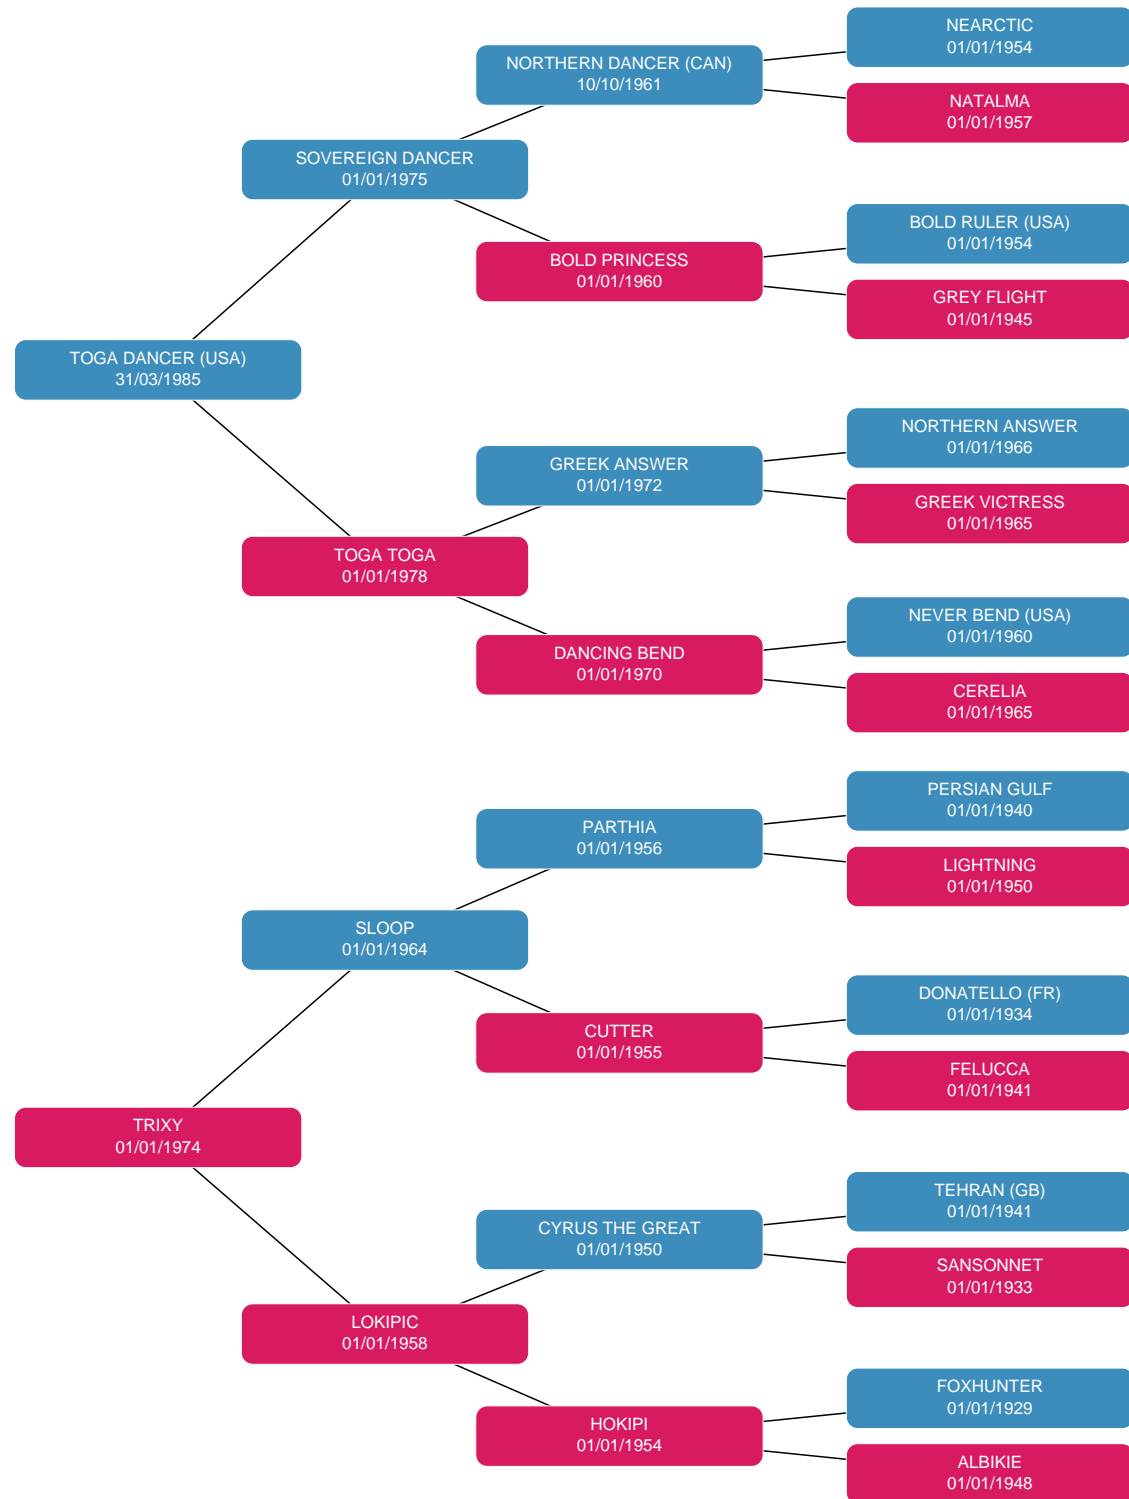 NEARCTIC
01/01/1954
NORTHERN DANCER (CAN)
10/10/1961
NATALMA
01/01/1957
SOVEREIGN DANCER
01/01/1975
BOLD RULER (USA)
01/01/1954
BOLD PRINCESS
01/01/1960
GREY FLIGHT
01/01/1945
TOGA DANCER (USA)
31/03/1985
NORTHERN ANSWER
01/01/1966
GREEK ANSWER
01/01/1972
GREEK VICTRESS
01/01/1965
TOGA TOGA
01/01/1978
NEVER BEND (USA)
01/01/1960
DANCING BEND
01/01/1970
CERELIA
01/01/1965
PERSIAN GULF
01/01/1940
PARTHIA
01/01/1956
LIGHTNING
01/01/1950
SLOOP
01/01/1964
DONATELLO (FR)
01/01/1934
CUTTER
01/01/1955
FELUCCA
01/01/1941
TRIXY
01/01/1974
TEHRAN (GB)
01/01/1941
CYRUS THE GREAT
01/01/1950
SANSONNET
01/01/1933
LOKIPIC
01/01/1958
FOXHUNTER
01/01/1929
HOKIPI
01/01/1954
ALBIKIE
01/01/1948